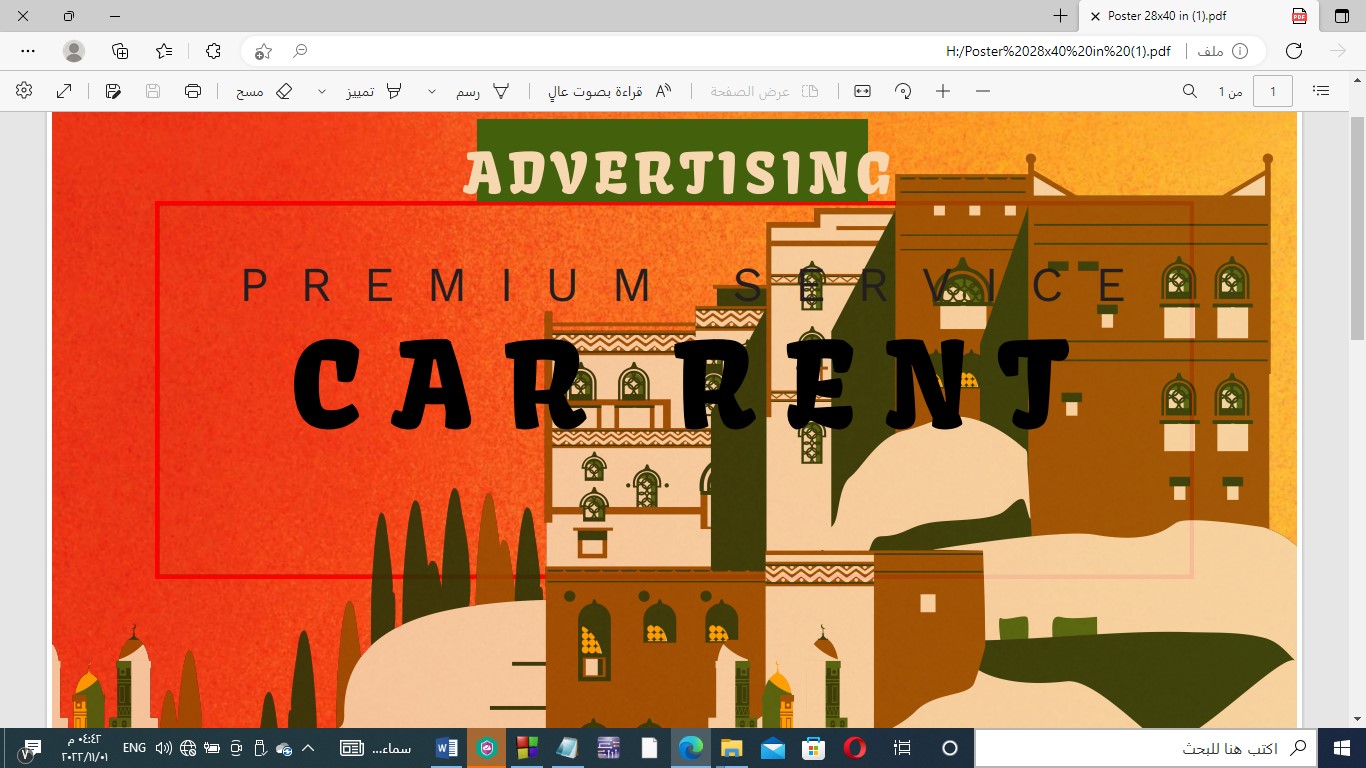 Poster 28x40 in (1).pdf
ملف
H:/Poster%2028x40%20in%20(1).pdf
1
من 1
عرض الصفحة
قراءة بصوت عالٍ
رسم
تمييز
مسح
ADVERTISING
PREMIUM SERVICE
CAR RENT
اكتب هنا للبحث
سماء...
ENG
٠٤:٤٢ م
٢٠٢٢/١١/٠١